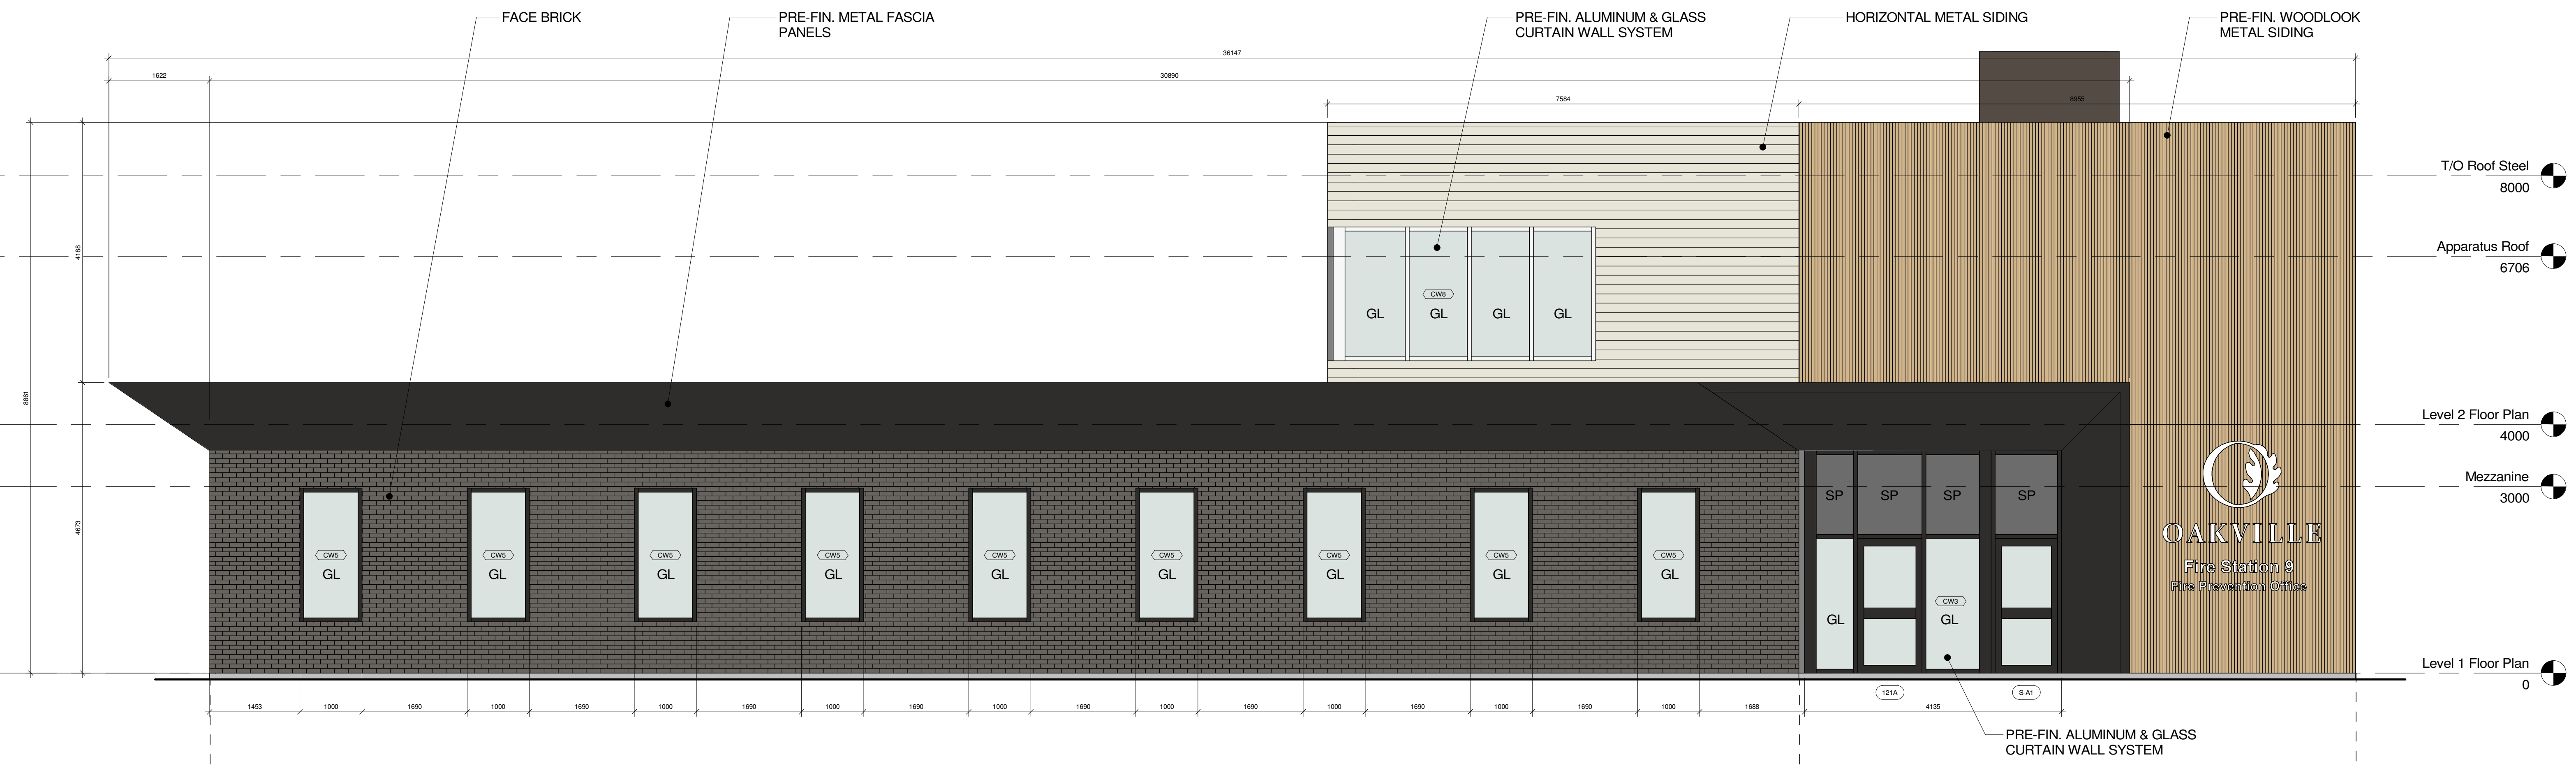 FACE BRICK
PRE-FIN. METAL FASCIA
PANELS
PRE-FIN. ALUMINUM & GLASS
CURTAIN WALL SYSTEM
HORIZONTAL METAL SIDING
PRE-FIN. WOODLOOK
METAL SIDING
36147
1622
30890
7584
8955
T/O Roof Steel
8000
Apparatus Roof
6706
4188
8861
CW8
GL GL GL GL
Level 2 Floor Plan
4000
Mezzanine
3000
4673
SP SP SP SP
OAKVILLE
Fire Station 9
Fire Prevention Office
CW5 CW5 CW5 CW5 CW5 CW5 CW5 CW5 CW5
GL GL GL GL GL GL GL GL GL
CW3
GL GL
Level 1 Floor Plan
0
121A S-A1
1453 1000 1690 1000 1690 1000 1690 1000 1690 1000 1690 1000 1690 1000 1690 1000 1690 1000 1688 4135
PRE-FIN. ALUMINUM & GLASS
CURTAIN WALL SYSTEM